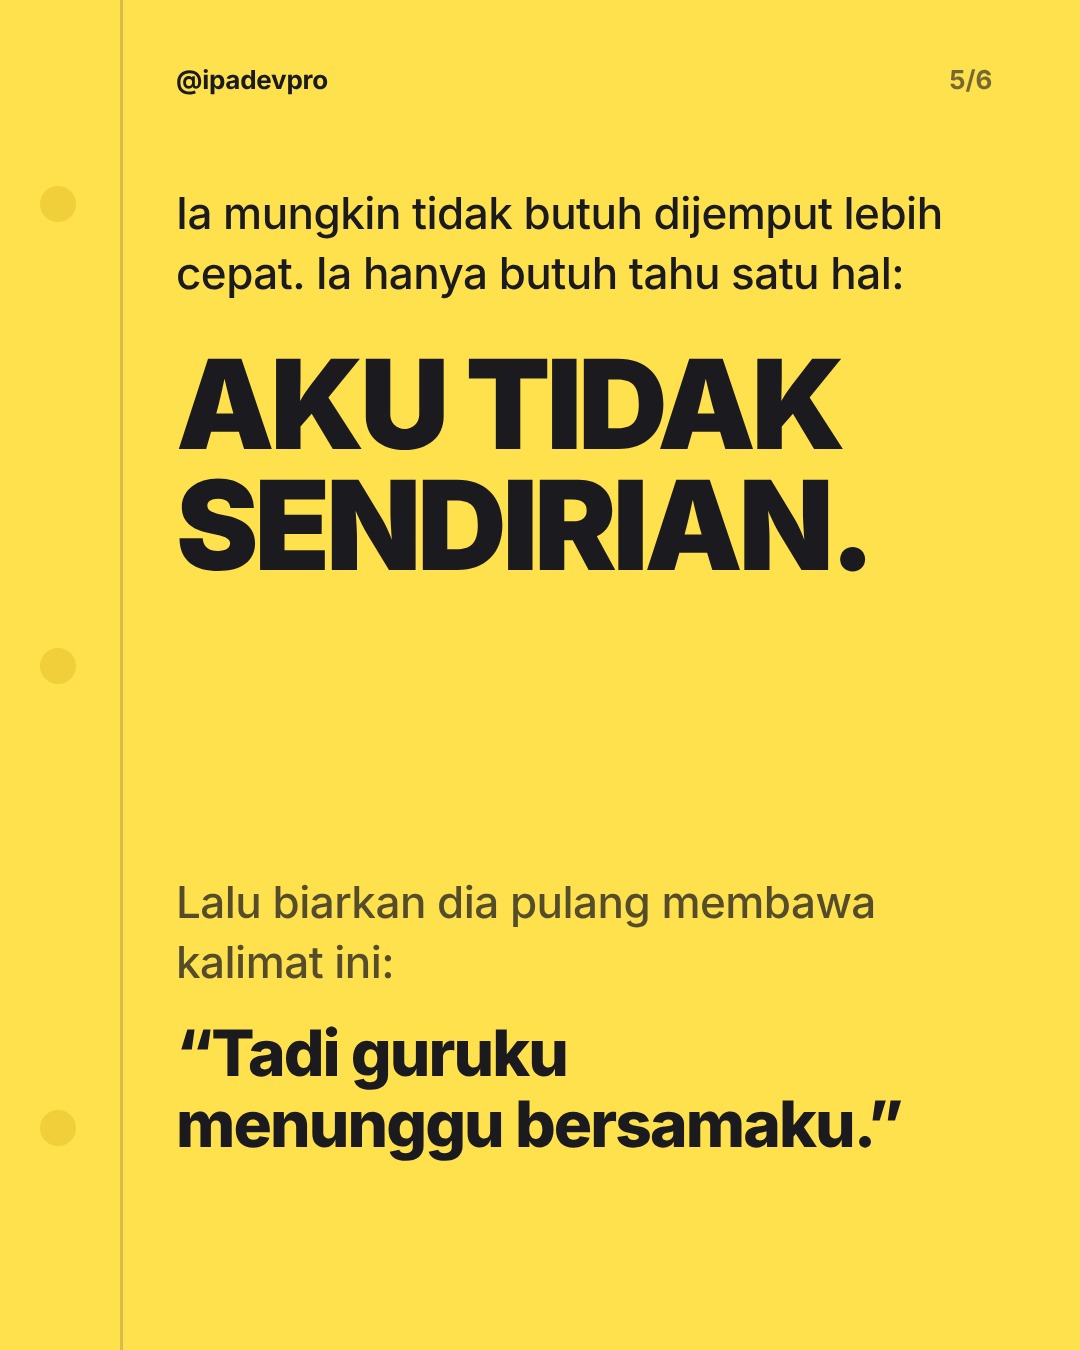 @ipadevpro
5/6
Ia mungkin tidak butuh dijemput lebih
cepat. Ia hanya butuh tahu satu hal:
AKU TIDAK
SENDIRIAN.
Lalu biarkan dia pulang membawa
kalimat ini:
“Tadi guruku
menunggu bersamaku.”